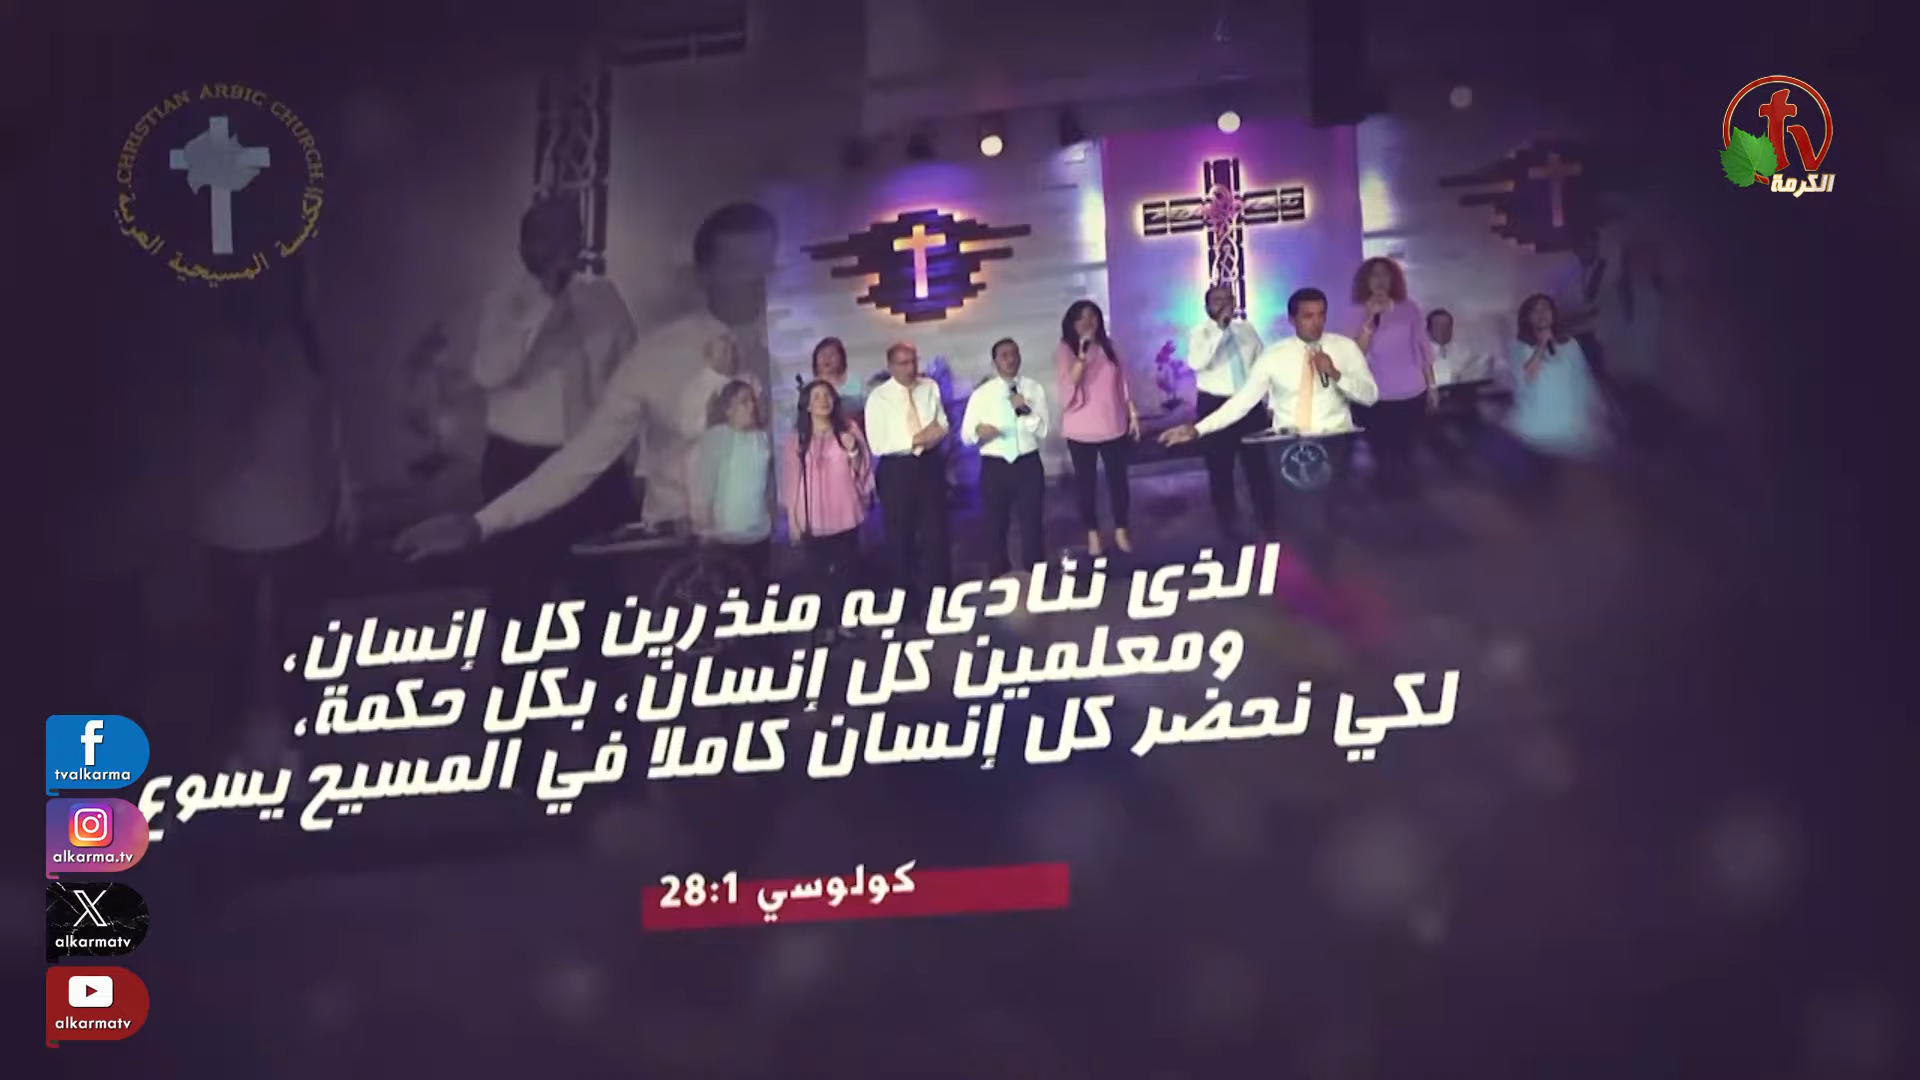 CHRISTIAN ARBIC CHURCH
الكنيسة المسيحية العربية
tv
الكرمة
الذى ننادى به منذرين كل إنسان،
ومعلمين كل إنسان، بكل حكمة،
لكي نحضر كل إنسان كاملا في المسيح يسوع
كولوسي 28:1
tvalkarma
alkarma.tv
alkarmatv
alkarmatv